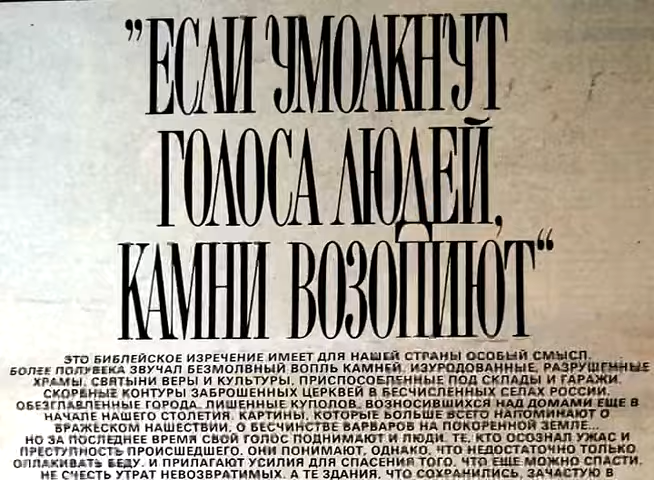 "ЕСЛИ УМОЛКНУТ
ГОЛОСА ЛЮДЕЙ,
КАМНИ ВОЗОПИЮТ"
ЭТО БИБЛЕЙСКОЕ ИЗРЕЧЕНИЕ ИМЕЕТ ДЛЯ НАШЕЙ СТРАНЫ ОСОБЫЙ СМЫСЛ.
БОЛЕЕ ПОЛУВЕКА ЗВУЧАЛ БЕЗМОЛВНЫЙ ВОПЛЬ КАМНЕЙ. ИЗУРОДОВАННЫЕ, РАЗРУШЕННЫЕ
ХРАМЫ, СВЯТЫНИ ВЕРЫ И КУЛЬТУРЫ, ПРИСПОСОБЛЕННЫЕ ПОД СКЛАДЫ И ГАРАЖИ.
СКОРБНЫЕ КОНТУРЫ ЗАБРОШЕННЫХ ЦЕРКВЕЙ В БЕСЧИСЛЕННЫХ СЕЛАХ РОССИИ.
ОБЕЗГЛАВЛЕННЫЕ ГОРОДА, ЛИШЕННЫЕ КУПОЛОВ, ВОЗНОСИВШИХСЯ НАД ДОМАМИ ЕЩЕ В
НАЧАЛЕ НАШЕГО СТОЛЕТИЯ. КАРТИНЫ, КОТОРЫЕ БОЛЬШЕ ВСЕГО НАПОМИНАЮТ О
ВРАЖЕСКОМ НАШЕСТВИИ, О БЕСЧИНСТВЕ ВАРВАРОВ НА ПОКОРЕННОЙ ЗЕМЛЕ...
НО ЗА ПОСЛЕДНЕЕ ВРЕМЯ СВОЙ ГОЛОС ПОДНИМАЮТ И ЛЮДИ. ТЕ, КТО ОСОЗНАЛ УЖАС И
ПРЕСТУПНОСТЬ ПРОИСШЕДШЕГО. ОНИ ПОНИМАЮТ, ОДНАКО, ЧТО НЕДОСТАТОЧНО ТОЛЬКО
ОПЛАКИВАТЬ БЕДУ, И ПРИЛАГАЮТ УСИЛИЯ ДЛЯ СПАСЕНИЯ ТОГО, ЧТО ЕЩЕ МОЖНО СПАСТИ.
НЕ СЧЕСТЬ УТРАТ НЕВОЗВРАТИМЫХ. А ТЕ ЗДАНИЯ, ЧТО СОХРАНИЛИСЬ, ЗАЧАСТУЮ В